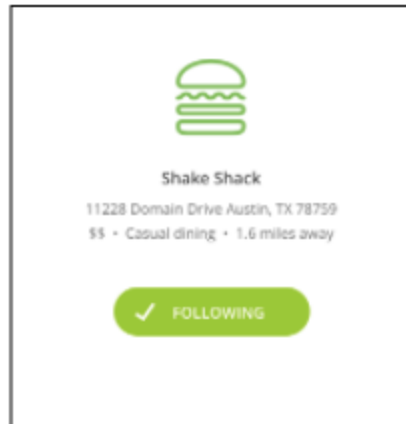 Shake Shack
11228 Domain Drive Austin, TX 78759
$$ • Casual dining • 1.6 miles away
FOLLOWING